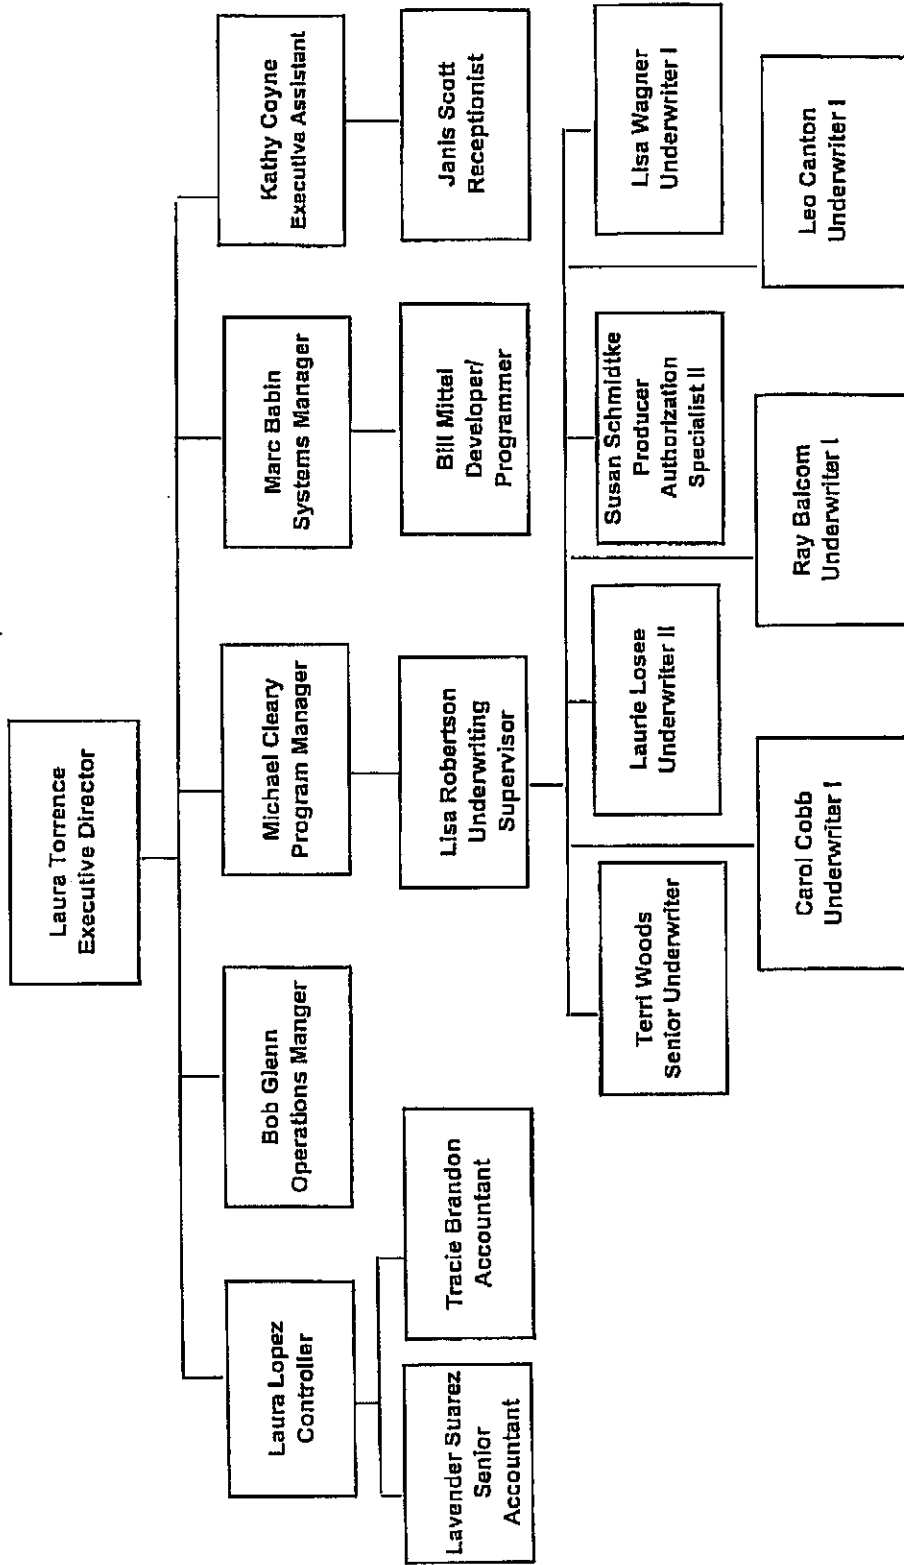 Laura Torrence
Executive Director
Laura Lopez
Controller
Bob Glenn
Operations Manger
Michael Cleary
Program Manager
Marc Babin
Systems Manager
Kathy Coyne
Executive Assistant
Lavender Suarez
Senior
Accountant
Tracie Brandon
Accountant
Lisa Robertson
Underwriting
Supervisor
Bill Mittel
Developer/
Programmer
Janis Scott
Receptionist
Terri Woods
Senior Underwriter
Laurie Losee
Underwriter II
Susan Schmidtke
Producer
Authorization
Specialist II
Lisa Wagner
Underwriter I
Carol Cobb
Underwriter I
Ray Balcom
Underwriter I
Leo Canton
Underwriter I